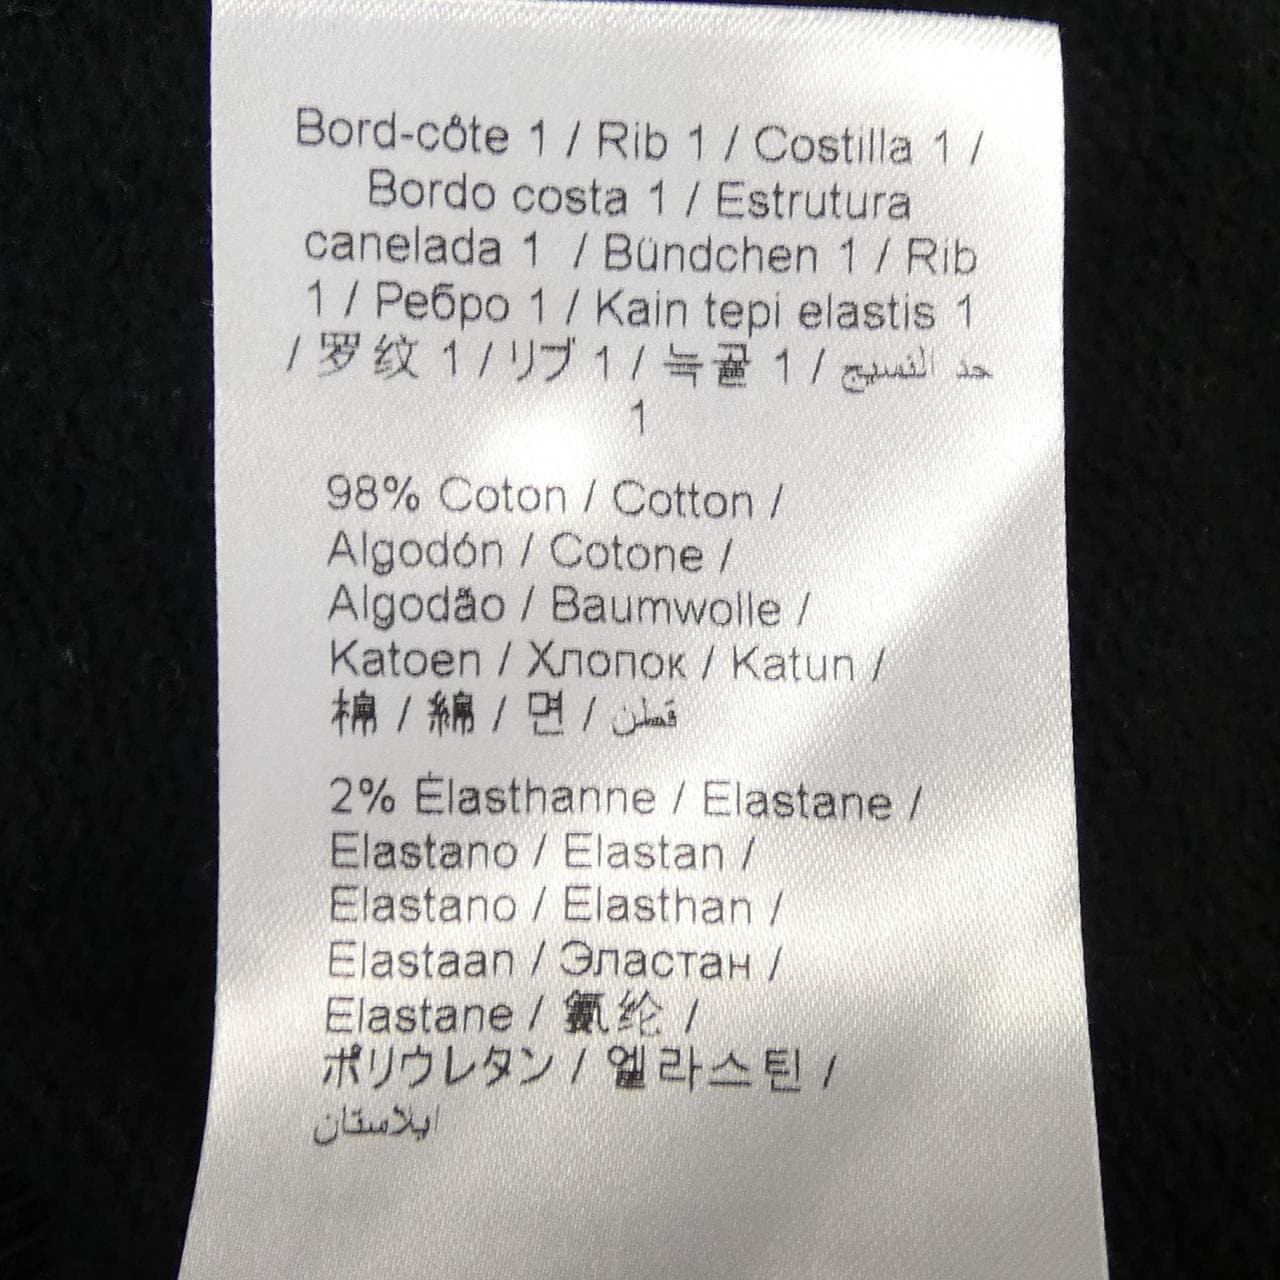 Bord-côte 1 / Rib 1 / Costilla 1 /
Bordo costa 1 / Estrutura
canelada 1 / Bündchen 1 / Rib
1 / Ребро 1 / Kain tepi elastis 1
/ 罗纹 1 / リブ 1 / 늑골 1 / حد النسيج
1
98% Coton / Cotton /
Algodón / Cotone /
Algodão / Baumwolle /
Katoen / Хлопок / Katun /
棉 / 綿 / 면 / قطن
2% Élasthanne / Elastane /
Elastano / Elastan /
Elastano / Elasthan /
Elastaan / Эластан /
Elastane / 氨纶 /
ポリウレタン / 엘라스틴 /
ايلاستان